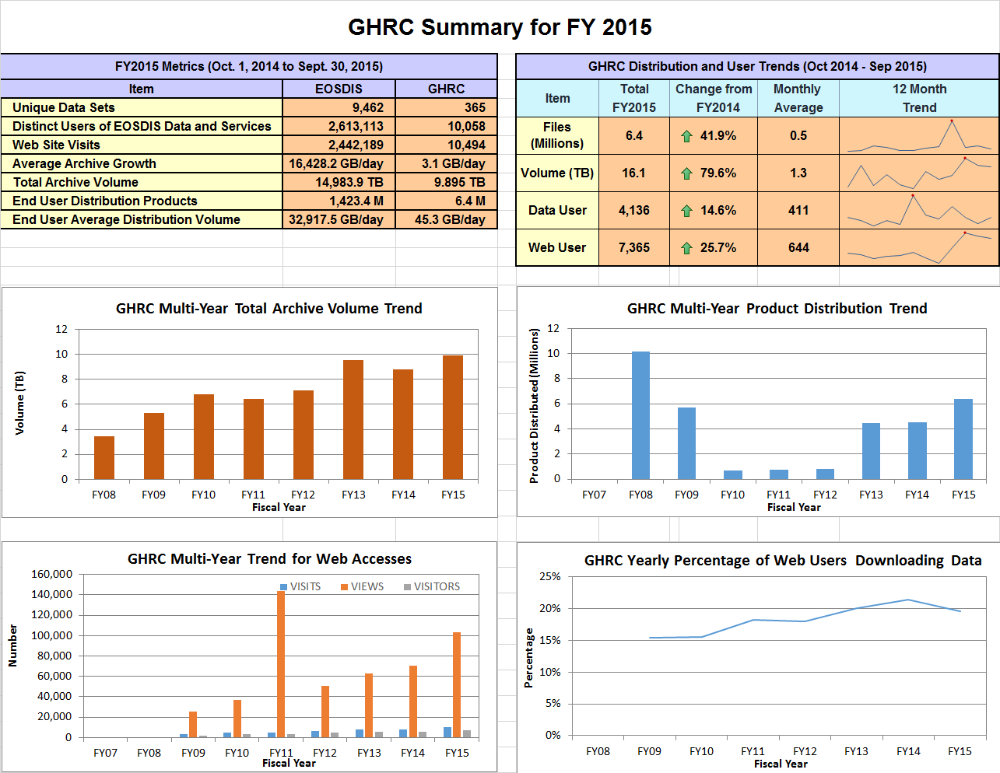 GHRC Summary for FY 2015
FY2015 Metrics (Oct. 1, 2014 to Sept. 30, 2015)
Item EOSDIS GHRC
Unique Data Sets 9,462 365
Distinct Users of EOSDIS Data and Services 2,613,113 10,058
Web Site Visits 2,442,189 10,494
Average Archive Growth 16,428.2 GB/day 3.1 GB/day
Total Archive Volume 14,983.9 TB 9.895 TB
End User Distribution Products 1,423.4 M 6.4 M
End User Average Distribution Volume 32,917.5 GB/day 45.3 GB/day
GHRC Distribution and User Trends (Oct 2014 - Sep 2015)
Item
Total
FY2015
Change from
FY2014
Monthly
Average
12 Month
Trend
Files
(Millions)
6.4 41.9% 0.5
Volume (TB) 16.1 79.6% 1.3
Data User 4,136 14.6% 411
Web User 7,365 25.7% 644
GHRC Multi-Year Total Archive Volume Trend
Volume (TB)
12
10
8
6
4
2
0
FY08 FY09 FY10 FY11 FY12 FY13 FY14 FY15
Fiscal Year
GHRC Multi-Year Product Distribution Trend
Product Distributed (Millions)
12
10
8
6
4
2
0
FY07 FY08 FY09 FY10 FY11 FY12 FY13 FY14 FY15
Fiscal Year
GHRC Multi-Year Trend for Web Accesses
VISITS VIEWS VISITORS
Number
160,000
140,000
120,000
100,000
80,000
60,000
40,000
20,000
0
FY07 FY08 FY09 FY10 FY11 FY12 FY13 FY14 FY15
Fiscal Year
GHRC Yearly Percentage of Web Users Downloading Data
Percentage
25%
20%
15%
10%
5%
0%
FY08 FY09 FY10 FY11 FY12 FY13 FY14 FY15
Fiscal Year